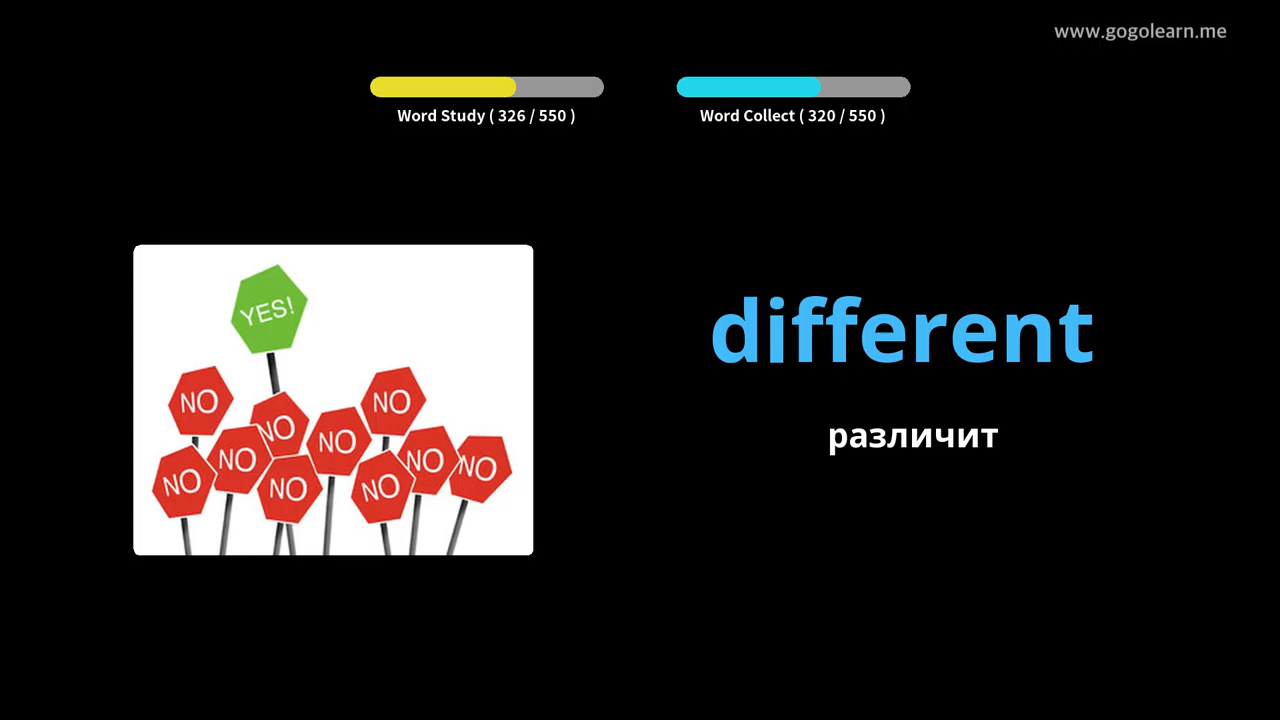 www.gogolearn.me
Word Study ( 326 / 550 )
Word Collect ( 320 / 550 )
YES!
NO
NO
NO
NO
NO
NO
NO
NO
NO
NO
different
различит